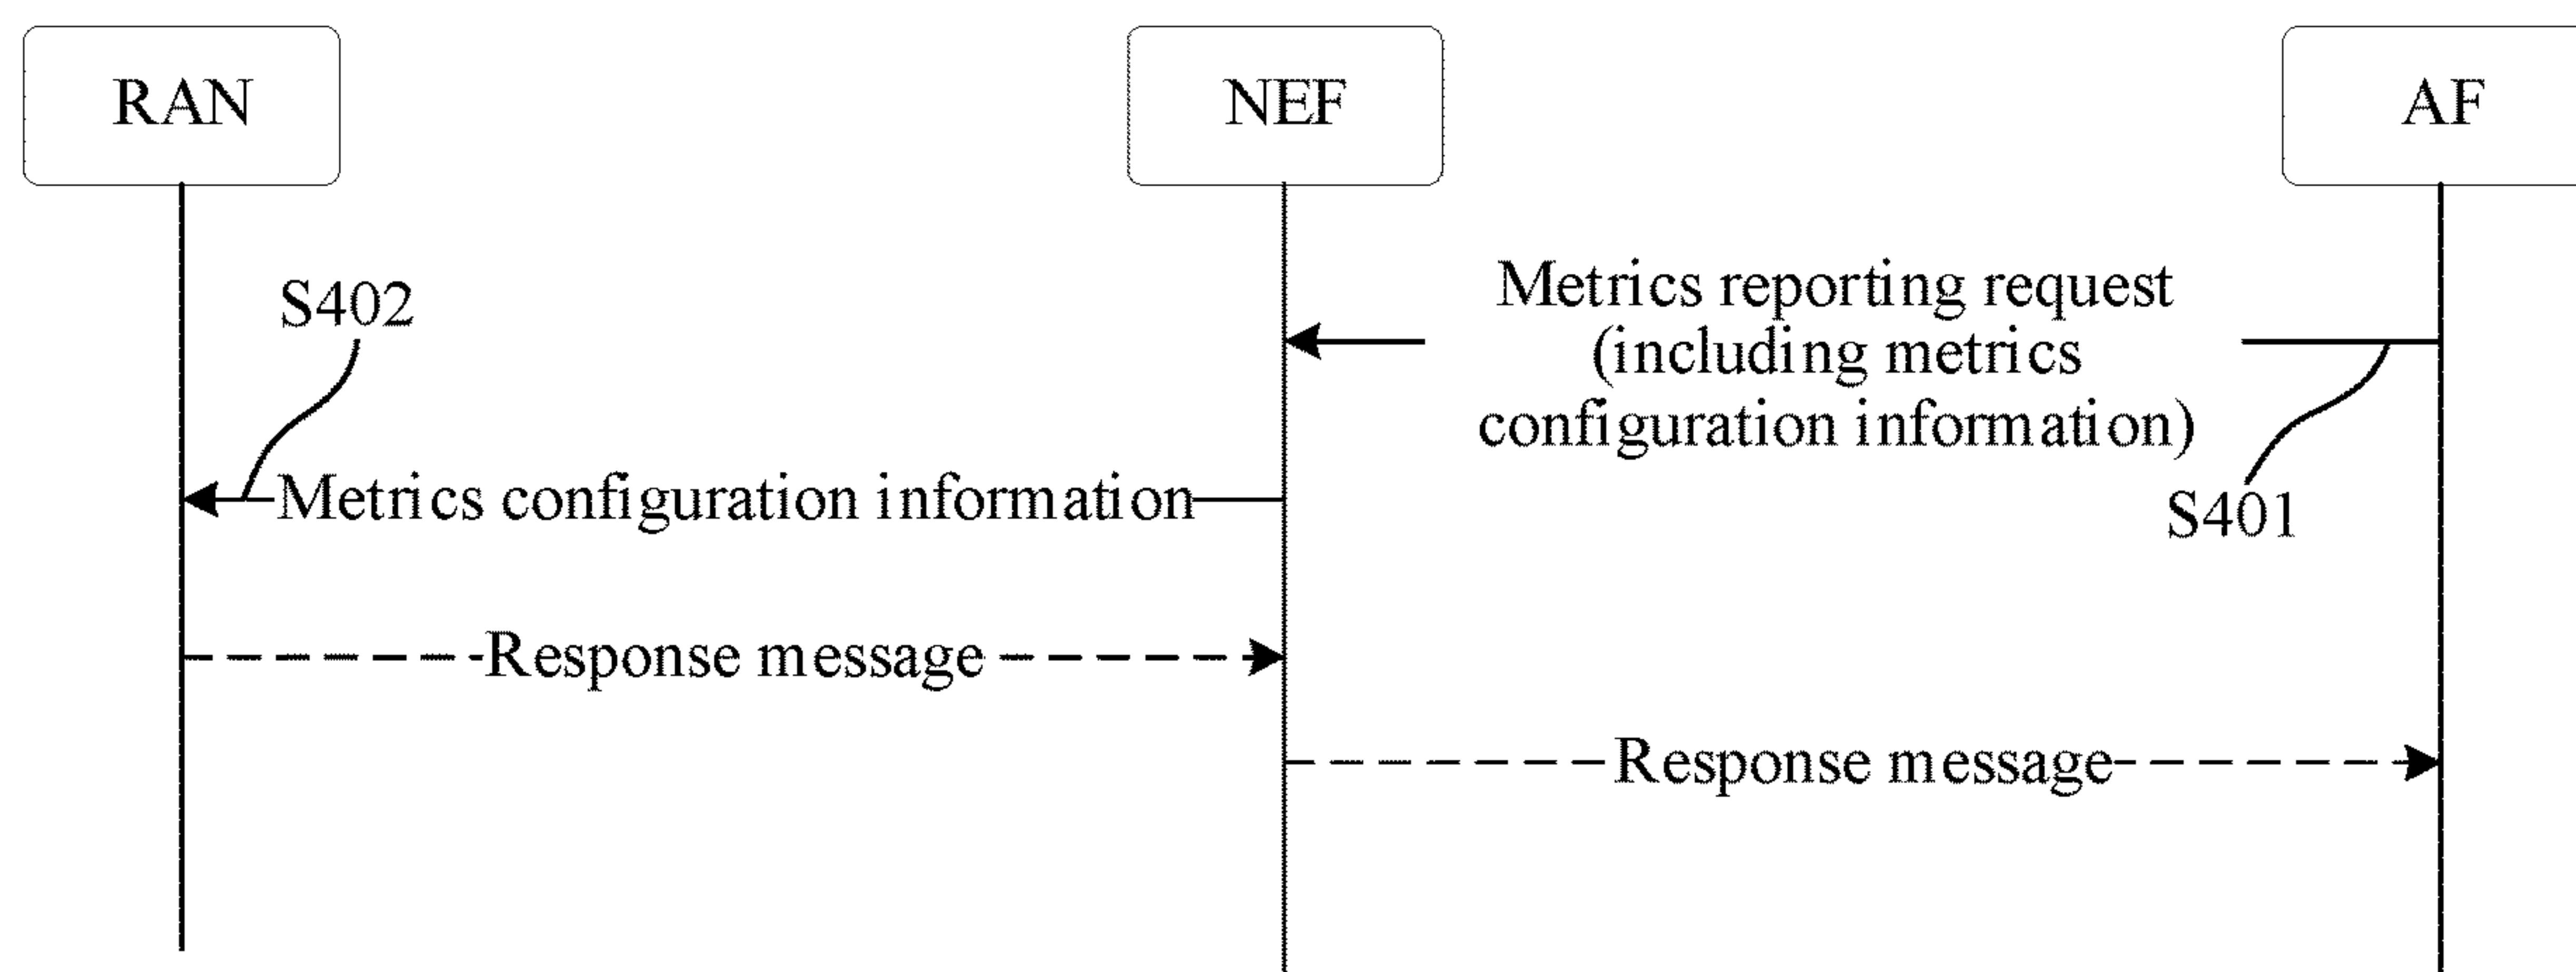 RAN
NEF
AF
Metrics reporting request
(including metrics
configuration information)
S402
S401
Metrics configuration information
Response message
Response message